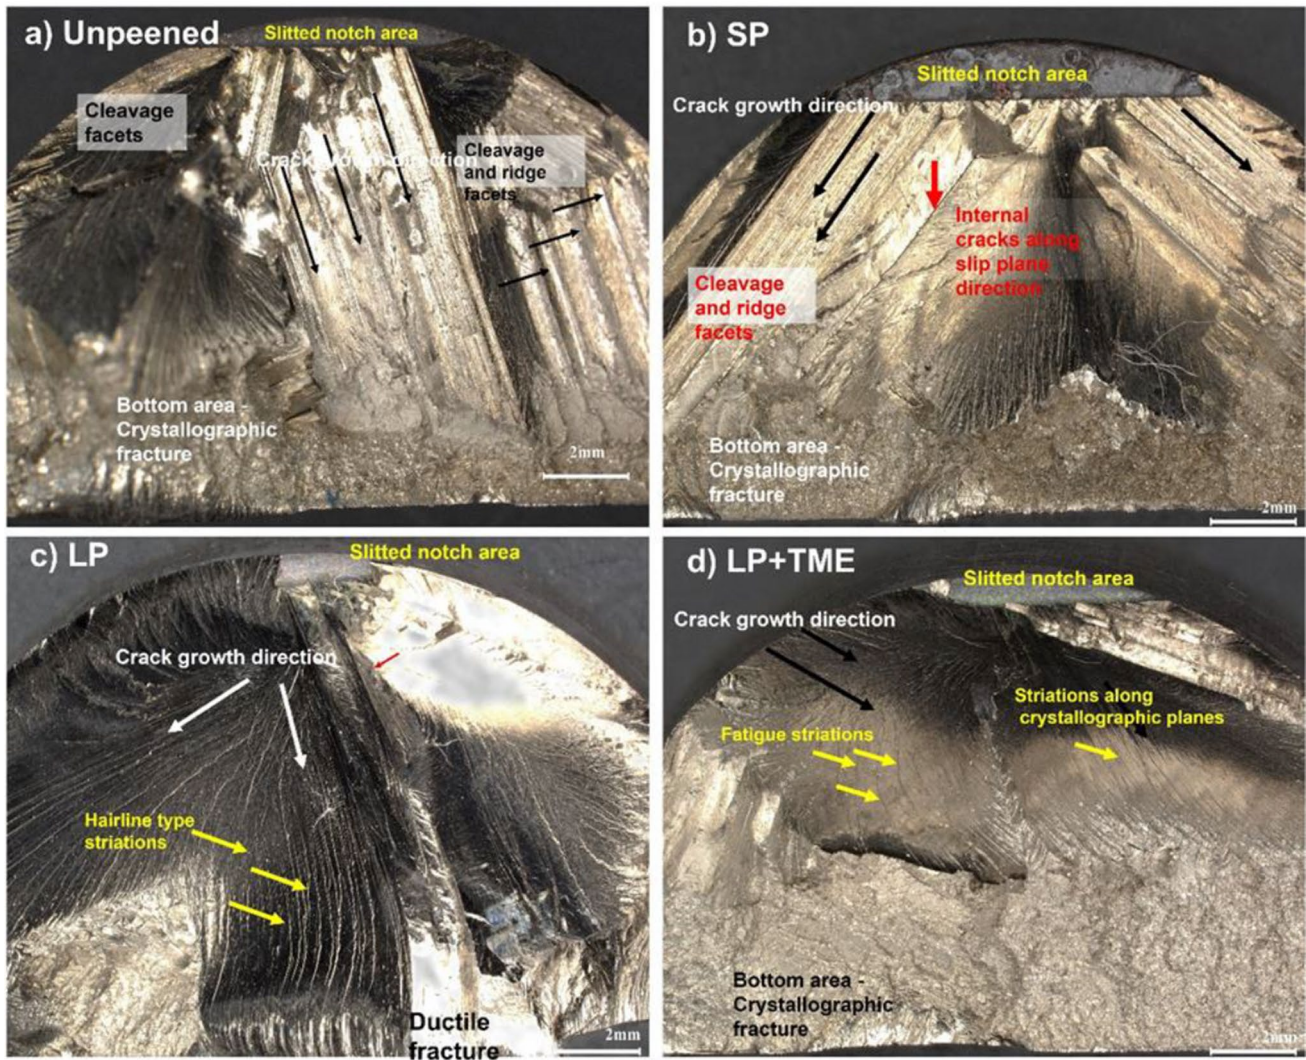 a) Unpeened
Slitted notch area
Cleavage
facets
Crack growth direction
Cleavage
and ridge
facets
Bottom area -
Crystallographic
fracture
2mm
b) SP
Slitted notch area
Crack growth direction
Internal
cracks along
slip plane
direction
Cleavage
and ridge
facets
Bottom area -
Crystallographic
fracture
2mm
c) LP
Slitted notch area
Crack growth direction
Hairline type
striations
Ductile
fracture
2mm
d) LP+TME
Slitted notch area
Crack growth direction
Striations along
crystallographic planes
Fatigue striations
Bottom area -
Crystallographic
fracture
2mm